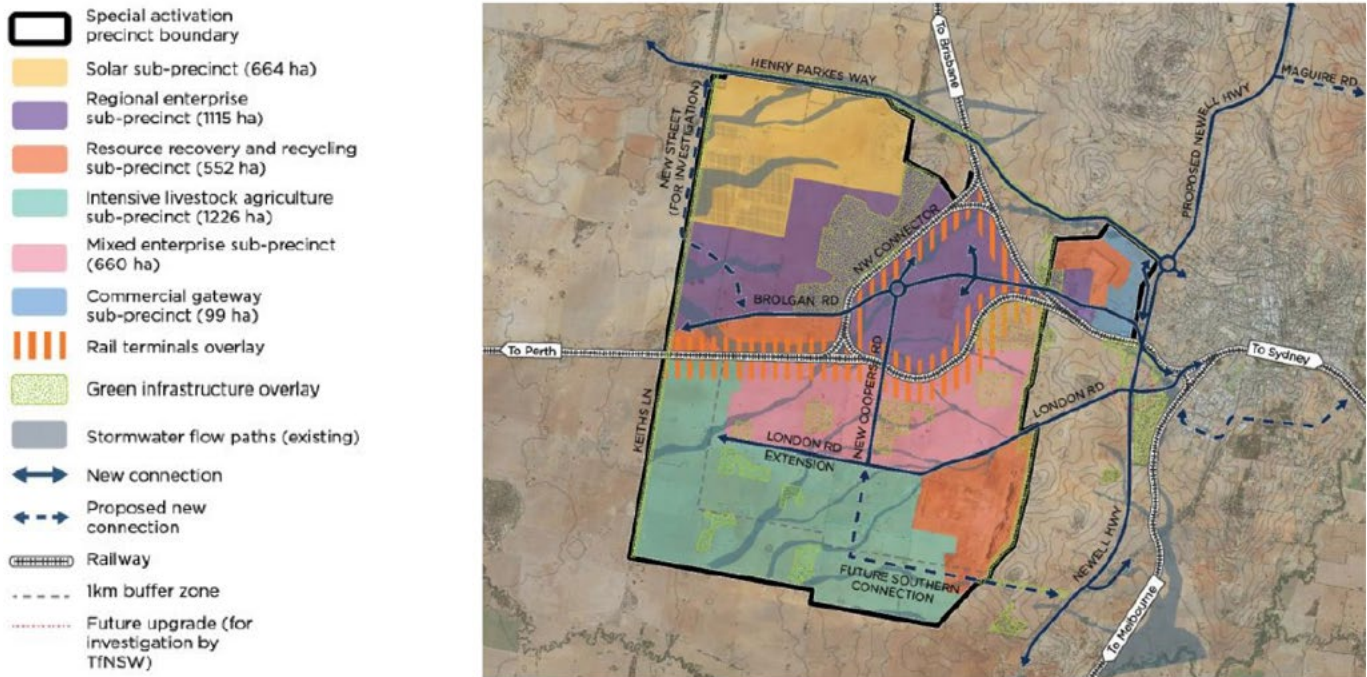 Special activation
precinct boundary
Solar sub-precinct (664 ha)
Regional enterprise
sub-precinct (1115 ha)
Resource recovery and recycling
sub-precinct (552 ha)
Intensive livestock agriculture
sub-precinct (1226 ha)
Mixed enterprise sub-precinct
(660 ha)
Commercial gateway
sub-precinct (99 ha)
Rail terminals overlay
Green infrastructure overlay
Stormwater flow paths (existing)
New connection
Proposed new
connection
Railway
1km buffer zone
Future upgrade (for
investigation by
TfNSW)
To Brisbane
HENRY PARKES WAY
MAGUIRE RD
PROPOSED NEWELL HWY
NEW STREET
(FOR INVESTIGATION)
NW CONNECTOR
BROLGAN RD
To Perth
To Sydney
NEW COOPERS RD
LONDON RD
KEITHS LN
LONDON RD
EXTENSION
NEWELL HWY
FUTURE SOUTHERN
CONNECTION
To Melbourne